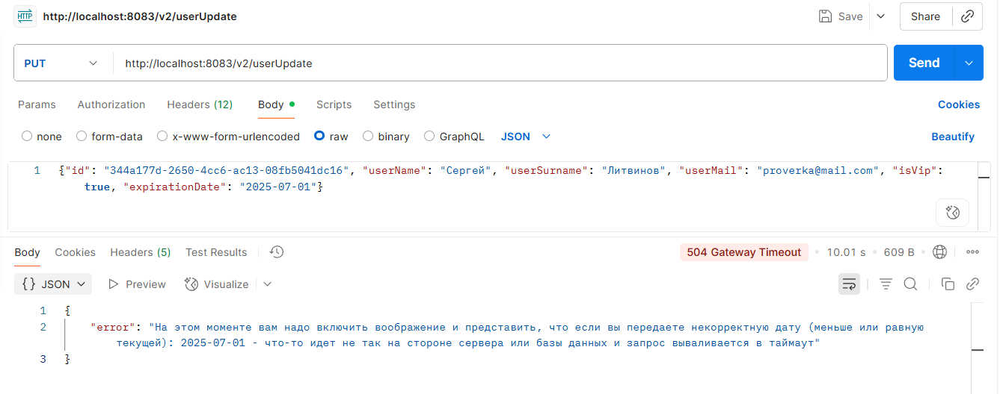 HTTP http://localhost:8083/v2/userUpdate Save Share
PUT http://localhost:8083/v2/userUpdate Send
Params Authorization Headers (12) Body Scripts Settings Cookies
none form-data x-www-form-urlencoded raw binary GraphQL JSON Beautify
1 {"id": "344a177d-2650-4cc6-ac13-08fb5041dc16", "userName": "Сергей", "userSurname": "Литвинов", "userMail": "proverka@mail.com", "isVip":
true, "expirationDate": "2025-07-01"}
Body Cookies Headers (5) Test Results 504 Gateway Timeout 10.01 s 609 B
{} JSON Preview Visualize
1 {
2 "error": "На этом моменте вам надо включить воображение и представить, что если вы передаете некорректную дату (меньше или равную
текущей): 2025-07-01 - что-то идет не так на стороне сервера или базы данных и запрос вываливается в таймаут"
3 }